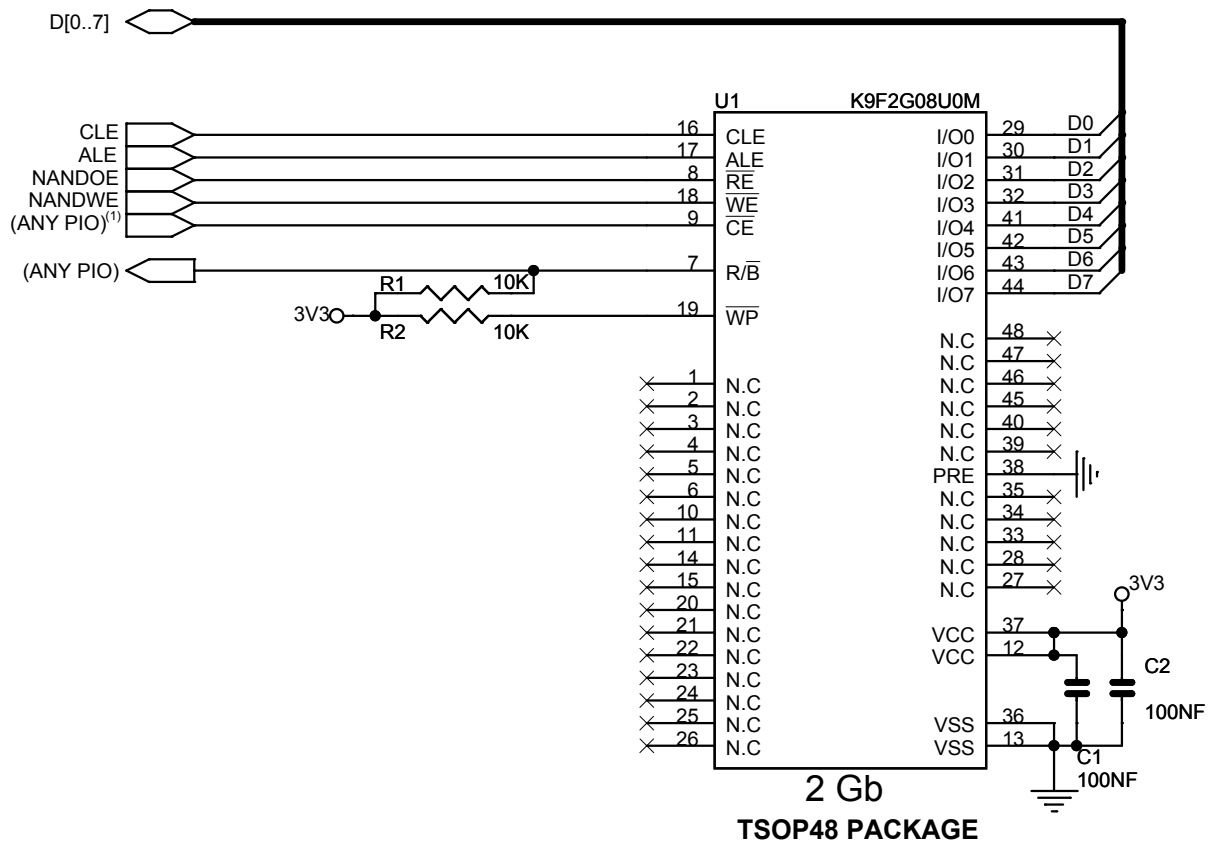 D[0..7]
U1 K9F2G08U0M
CLE 16 CLE I/O0 29 D0
ALE 17 ALE I/O1 30 D1
NANDOE 8 RE I/O2 31 D2
NANDWE 18 WE I/O3 32 D3
(ANY PIO)(1) 9 CE I/O4 41 D4
I/O5 42 D5
(ANY PIO) 7 R/B I/O6 43 D6
R1 10K I/O7 44 D7
3V3 19 WP
R2 10K
N.C 48
N.C 47
1 N.C N.C 46
2 N.C N.C 45
3 N.C N.C 40
4 N.C N.C 39
5 N.C PRE 38
6 N.C N.C 35
10 N.C N.C 34
11 N.C N.C 33
14 N.C N.C 28
15 N.C N.C 27
20 N.C 3V3
21 N.C VCC 37
22 N.C VCC 12
23 N.C C2
24 N.C 100NF
25 N.C VSS 36
26 N.C VSS 13
C1
100NF
2 Gb
TSOP48 PACKAGE